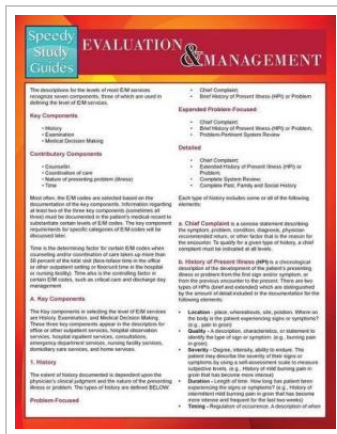 Speedy
Study
Guides
EVALUATION
& MANAGEMENT
The descriptions for the levels of most E/M services
recognize seven components, three of which are used in
defining the level of E/M services.
Key Components
• History
• Examination
• Medical Decision Making
Contributory Components
• Counselin
• Coordination of care
• Nature of presenting problem (illness)
• Time
Most often, the E/M codes are selected based on the
documentation of the key components. Information regarding
at least two of the three key components (sometimes all
three) must be documented in the patient's medical record to
substantiate certain levels of E/M codes. The key component
requirements for specific categories of E/M codes will be
discussed later.
Time is the determining factor for certain E/M codes when
counseling and/or coordination of care takes up more than
50 percent of the total visit (face-to-face time in the office
or other outpatient setting or floor/unit time in the hospital
or nursing facility). Time also is the controlling factor in
certain E/M codes, such as critical care and discharge day
management
A. Key Components
The Key components in selecting the level of E/M services
are History, Examination, and Medical Decision Making.
These three key components appear in the description for
office or other outpatient services, hospital observation
services, hospital inpatient services, consultations,
emergency department services, nursing facility services,
domiciliary care services, and home services.
1. History
The extent of history documented is dependent upon the
physician's clinical judgment and the nature of the presenting
illness or problem. The types of history are defined BELOW.
Problem-Focused
• Chief Complaint;
• Brief History of Present Illness (HPI) or Problem
Expanded Problem-Focused
• Chief Complaint;
• Brief History of Present Illness (HPI) or Problem,
• Problem-Pertinent System Review
Detailed
• Chief Complaint;
• Extended History of Present Illness (HPI) or
Problem;
• Complete System Review;
• Complete Past, Family and Social History
Each type of history includes some or all of the following
elements:
a. Chief Complaint is a concise statement describing the
symptom, problem, condition, diagnosis, physician
recommended return, or other factor that is the reason for
the encounter. To qualify for a given type of history, a chief
complaint must be indicated at all levels.
b. History of Present Illness (HPI) is a chronological
description of the development of the patient's presenting
illness or problem from the first sign and/or symptom, or
from the previous encounter to the present. There are two
types of HPIs (brief and extended) which are distinguished
by the amount of detail included in the documentation for the
following elements:
• Location - place, whereabouts, site, position. Where on
the body is the patient experiencing signs or symptoms?
(e.g., pain in groin)
• Quality - A description, characteristics, or statement to
identify the type of sign or symptom. (e.g., burning pain
in groin)
• Severity - Degree, intensity, ability to endure. The
patient may describe the severity of their signs or
symptoms by using a self-assessment scale to measure
subjective levels. (e.g., History of mild burning pain in
groin that has become more intense)
• Duration - Length of time. How long has patient been
experiencing the signs or symptoms? (e.g., History of
intermittent mild burning pain in groin that has become
more intense and frequent for the last two weeks)
• Timing - Regulation of occurrence. A description of when